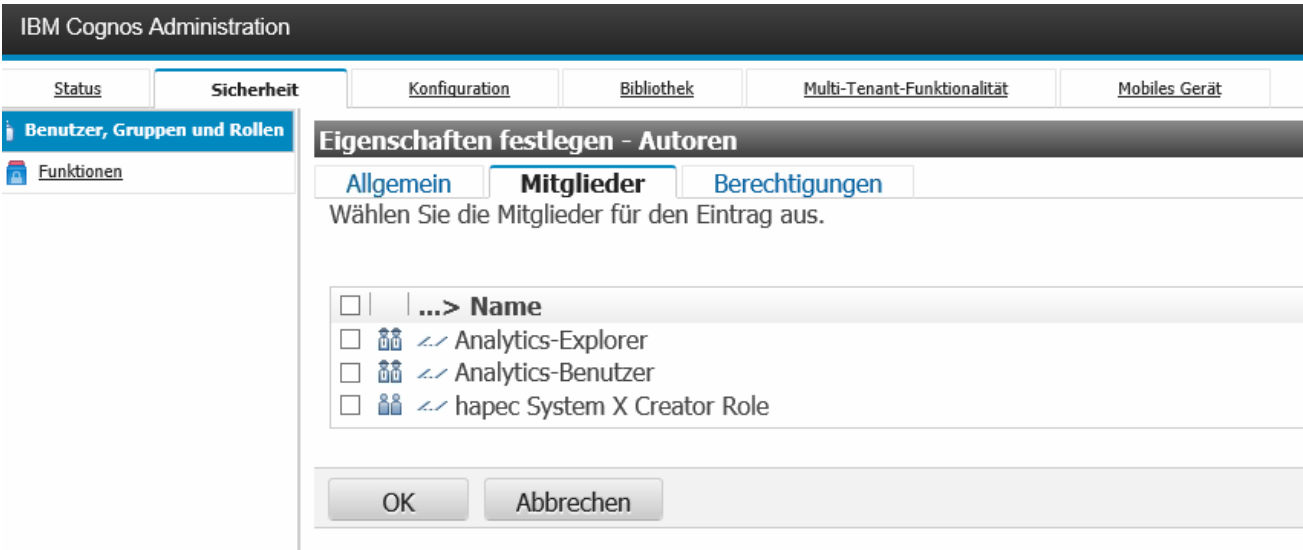 IBM Cognos Administration
Status Sicherheit Konfiguration Bibliothek Multi-Tenant-Funktionalität Mobiles Gerät
Benutzer, Gruppen und Rollen
Funktionen
Eigenschaften festlegen - Autoren
Allgemein Mitglieder Berechtigungen
Wählen Sie die Mitglieder für den Eintrag aus.
...> Name
Analytics-Explorer
Analytics-Benutzer
hapec System X Creator Role
OK Abbrechen